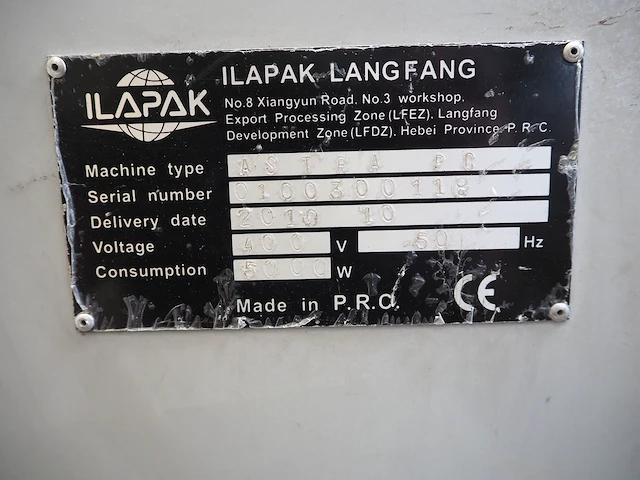 ILAPAK
ILAPAK LANGFANG
No.8 Xiangyun Road, No.3 workshop,
Export Processing Zone (LFEZ). Langfang
Development Zone (LFDZ). Hebei Province, P. R. C.
Machine type ASTRA PC
Serial number 0100300118
Delivery date 2010 10
Voltage 400 V 50 Hz
Consumption 5000 W
Made in P.R.C. CE